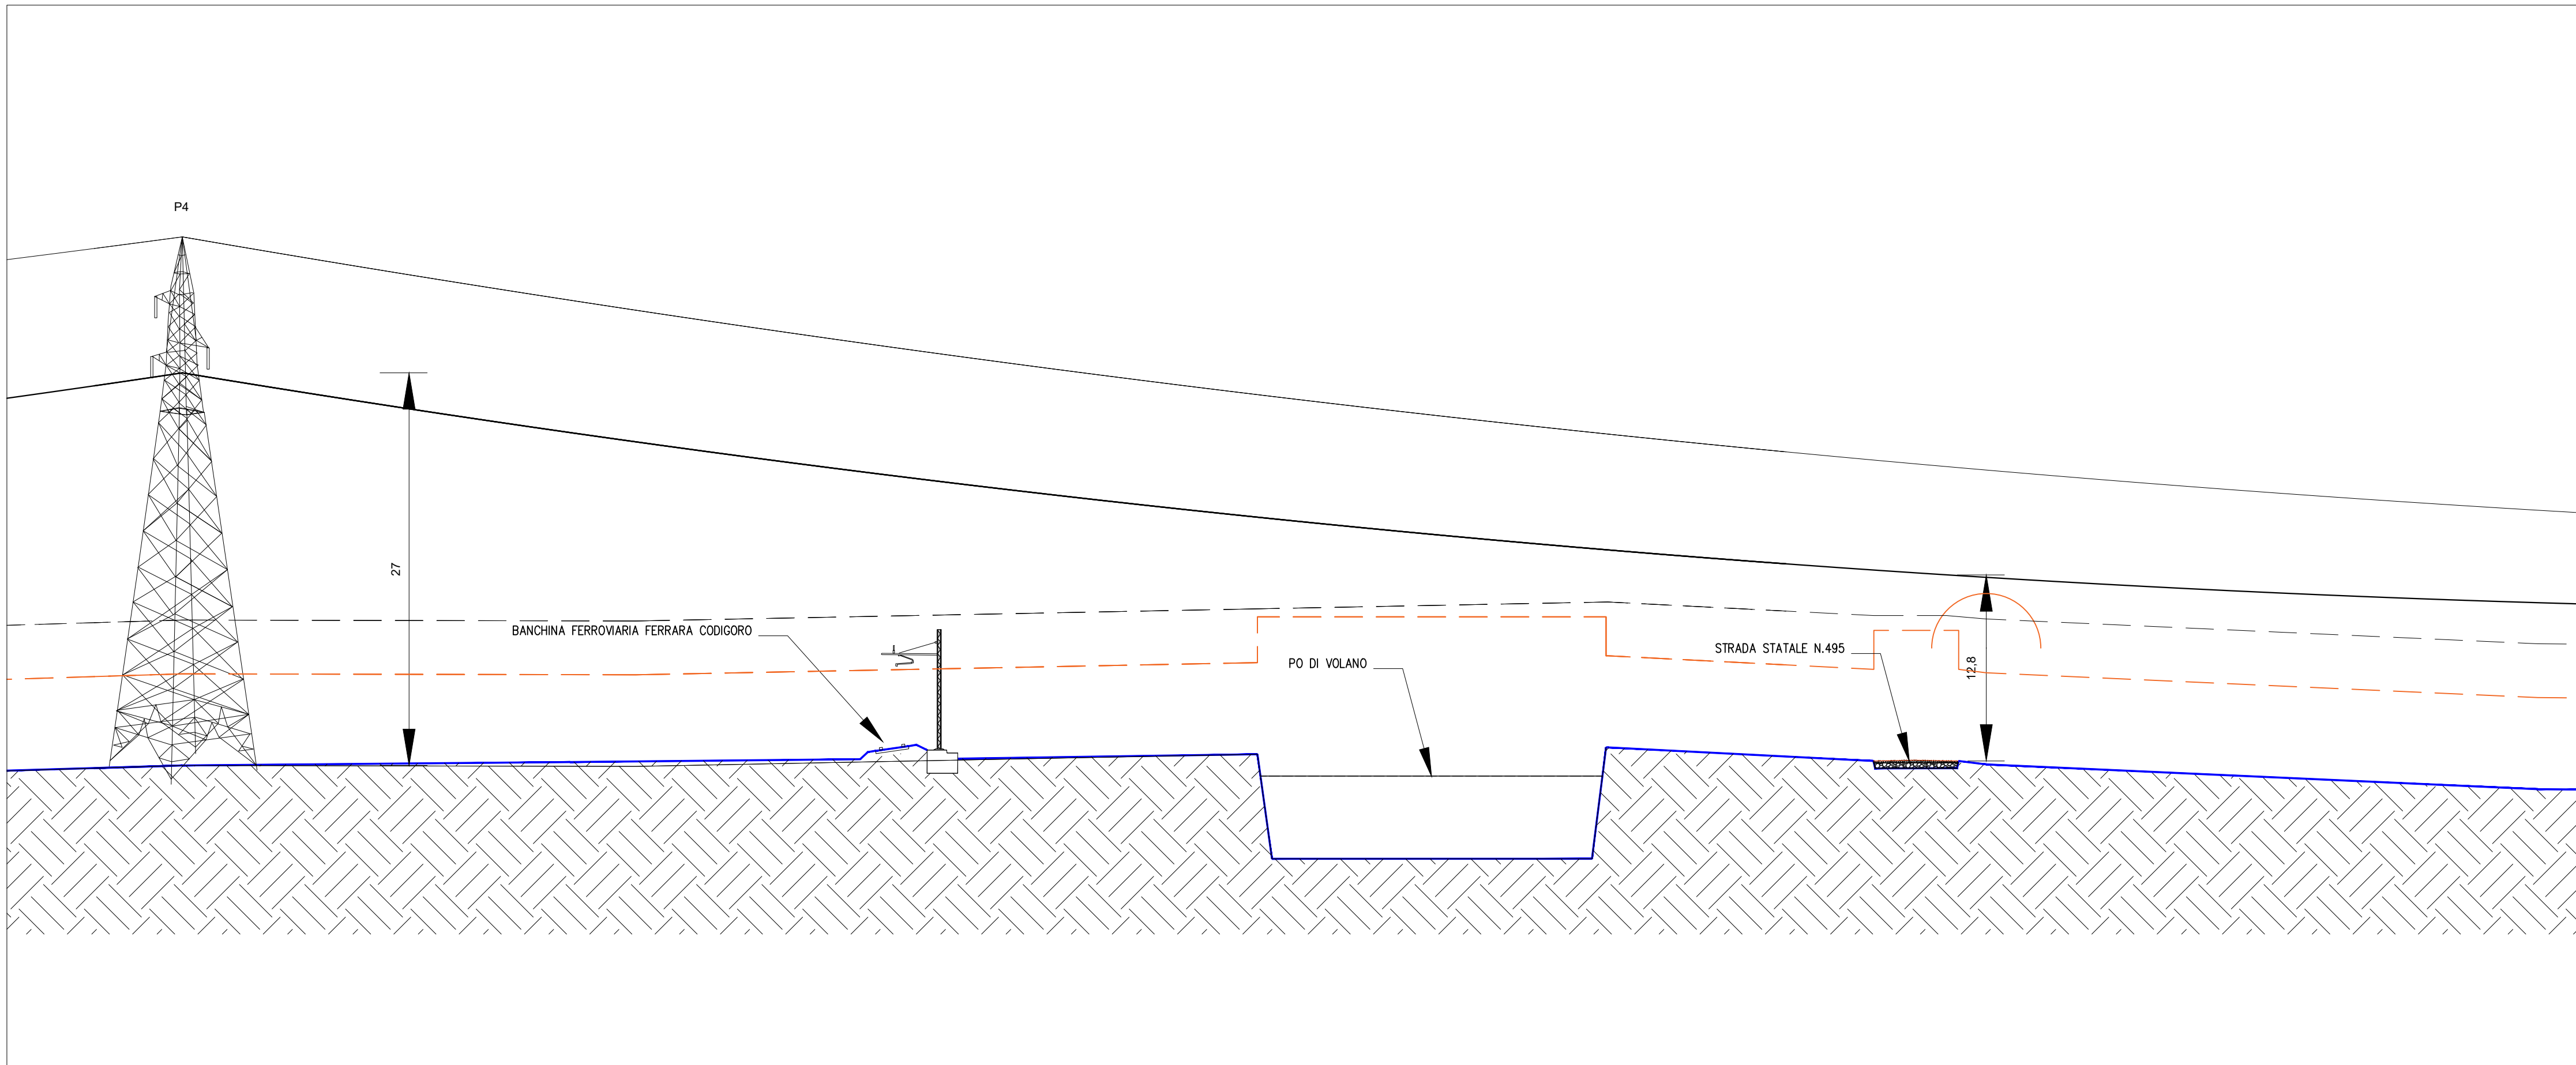 P4
27
BANCHINA FERROVIARIA FERRARA CODIGORO
PO DI VOLANO
STRADA STATALE N.495
12,8